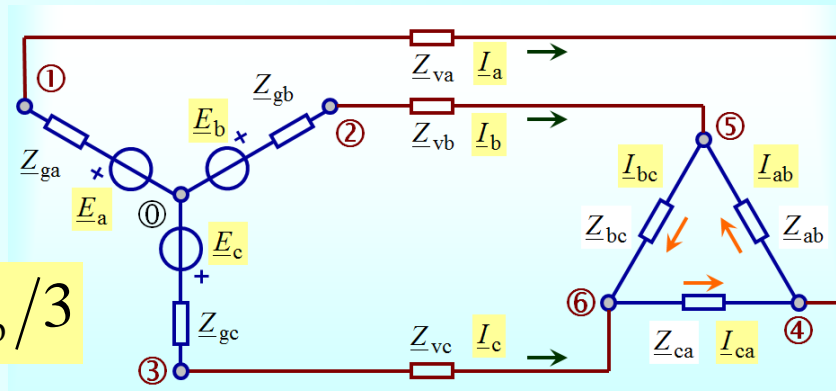 Z_va I_a
① Z_gb
E_b + ② Z_vb I_b ⑤
Z_ga + I_bc I_ab
E_a ⓪ Z_bc Z_ab
E_c
+
/3 Z_gc ⑥ ④
Z_vc I_c Z_ca I_ca
③